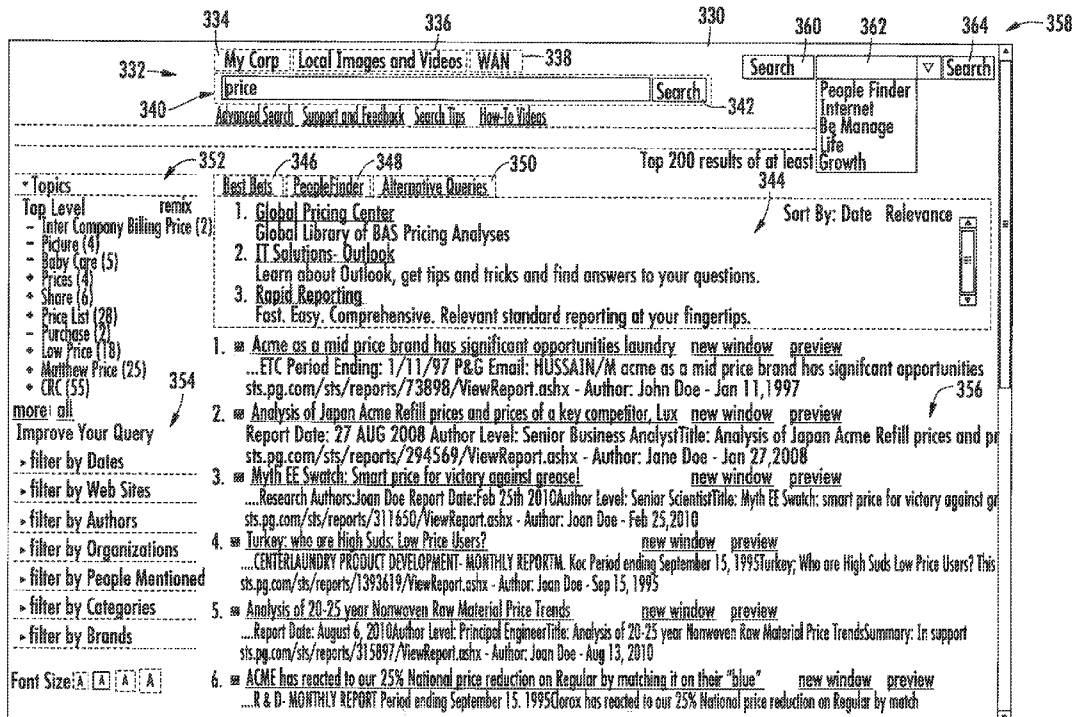 334
336
330
360
362
364
358
332
My Corp Local Images and Videos WAN
338
Search
Search
340
price
Search
342
People Finder
Internet
Bg Manage
Life
Growth
Advanced Search Support and Feedback Search Tips How-To Videos
352
346
348
350
Top 200 results of at least
344
Topics
Best Bets PeopleFinder Alternative Queries
Top Level remix
- Inter Company Billing Price (2)
- Picture (4)
- Baby Care (5)
+ Prices (4)
+ Share (6)
+ Price List (28)
- Purchase (2)
+ Low Price (18)
+ Matthew Price (25)
+ CRC (55)
more all
Sort By: Date Relevance
1. Global Pricing Center
Global Library of BAS Pricing Analyses
2. IT Solutions- Outlook
Learn about Outlook, get tips and tricks and find answers to your questions.
3. Rapid Reporting
Fast. Easy. Comprehensive. Relevant standard reporting at your fingertips.
354
Improve Your Query
filter by Dates
filter by Web Sites
filter by Authors
filter by Organizations
filter by People Mentioned
filter by Categories
filter by Brands
Font Size A A A A
1. Acme as a mid price brand has significant opportunities laundry new window preview
...ETC Period Ending: 1/11/97 P&G Email: HUSSAIN/M acme as a mid price brand has signifcant opportunities
sts.pg.com/sts/reports/73898/ViewReport.ashx - Author: John Doe - Jan 11,1997
356
2. Analysis of Japan Acme Refill prices and prices of a key competitor, Lux new window preview
Report Date: 27 AUG 2008 Author Level: Senior Business AnalystTitle: Analysis of Japan Acme Refill prices and pr
sts.pg.com/sts/reports/294569/ViewReport.ashx - Author: Jane Doe - Jan 27,2008
3. Myth EE Swatch: Smart price for victory against grease! new window preview
....Research Authors:Joan Doe Report Date:Feb 25th 2010Author Level: Senior ScientistTitle: Myth EE Swatch: smart price for victory against gr
sts.pg.com/sts/reports/311650/ViewReport.ashx - Author: Joan Doe - Feb 25,2010
4. Turkey: who are High Suds: Low Price Users? new window preview
....CENTERLAUNDRY PRODUCT DEVELOPMENT- MONTHLY REPORTM. Koc Period ending September 15, 1995Turkey; Who are High Suds Low Price Users? This
sts.pg.com/sts/reports/1393619/ViewReport.ashx - Author: Joan Doe - Sep 15, 1995
5. Analysis of 20-25 year Nonwoven Raw Material Price Trends new window preview
....Report Date: August 6, 2010Author Level: Principal EngineerTitle: Analysis of 20-25 year Nonwoven Raw Material Price TrendsSummary: In support
sts.pg.com/sts/reports/315897/ViewReport.ashx - Author: Joan Doe - Aug 13, 2010
6. ACME has reacted to our 25% National price reduction on Regular by matching it on their "blue" new window preview
....R & D- MONTHLY REPORT Period ending September 15. 1995Clorox has reacted to our 25% National price reduction on Regular by match